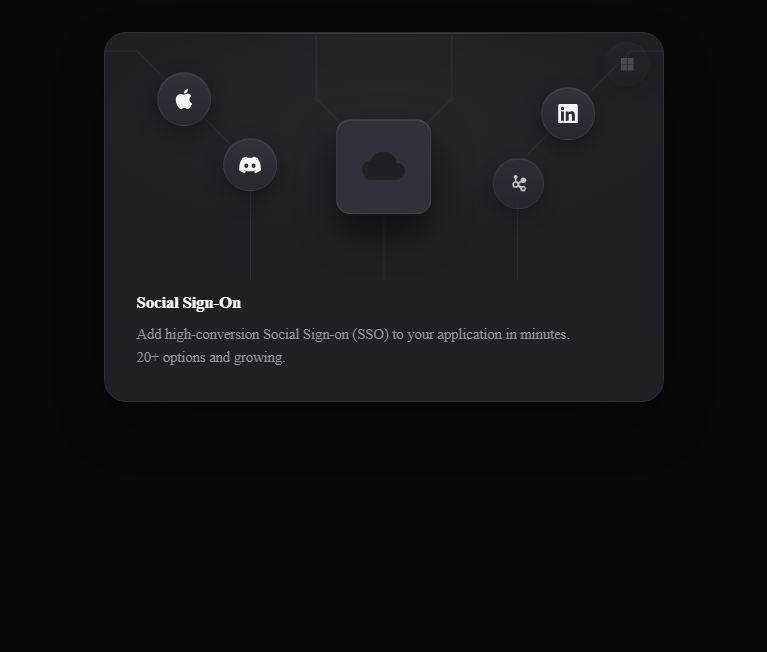 Social Sign-On
Add high-conversion Social Sign-on (SSO) to your application in minutes.
20+ options and growing.